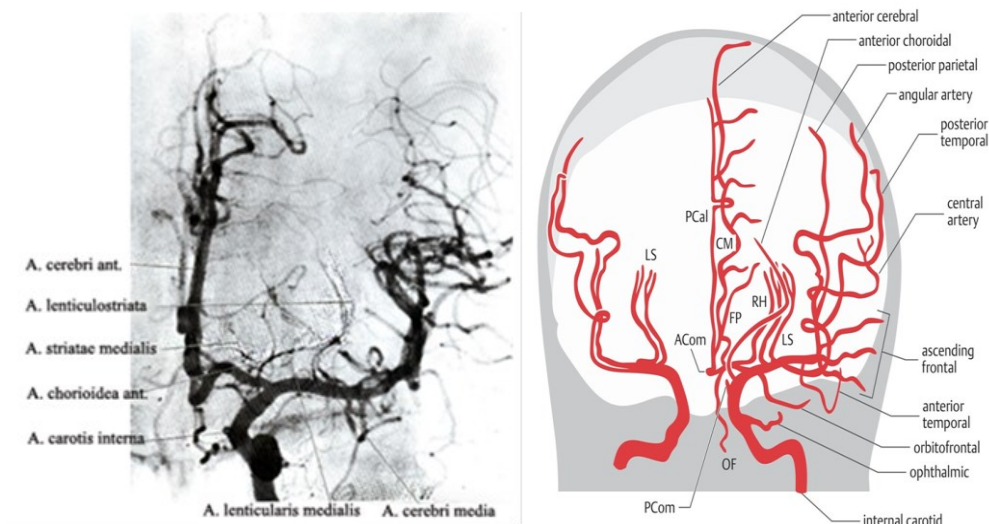 A. cerebri ant.
A. lenticulostriata
A. striatae medialis
A. chorioidea ant.
A. carotis interna
A. lenticularis medialis
A. cerebri media
anterior cerebral
anterior choroidal
posterior parietal
angular artery
posterior
temporal
central
artery
PCal
CM
LS
RH
FP
ACom
LS
ascending
frontal
anterior
temporal
orbitofrontal
ophthalmic
OF
PCom
internal carotid